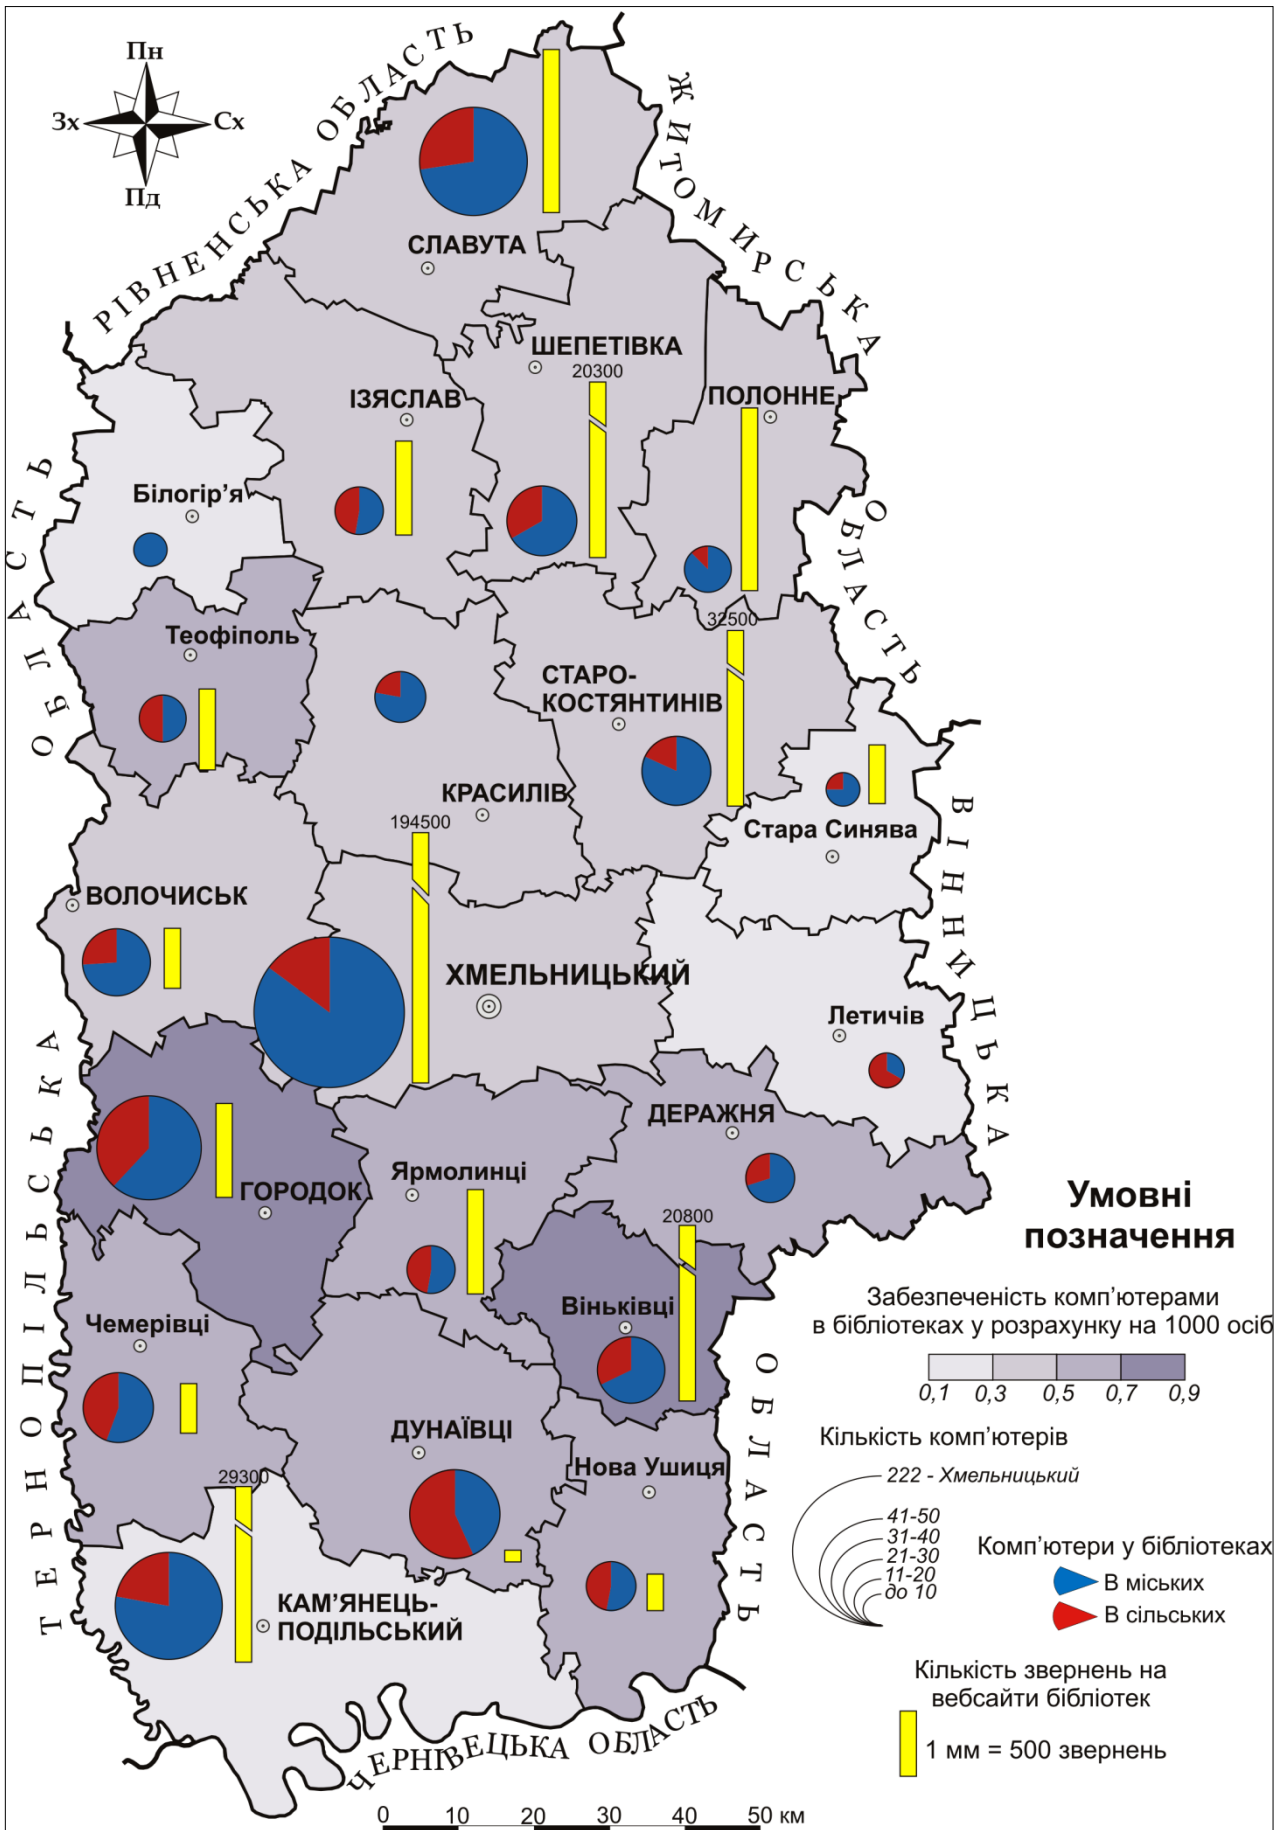 Пн
Зх
Сх
Пд
РІВНЕНСЬКА ОБЛАСТЬ
ЖИТОМИРСЬКА ОБЛАСТЬ
СЛАВУТА
ШЕПЕТІВКА
20300
ІЗЯСЛАВ
ПОЛОННЕ
Білогір’я
Теофіполь
32500
СТАРО-
КОСТЯНТИНІВ
КРАСИЛІВ
194500
Стара Синява
ВОЛОЧИСЬК
ХМЕЛЬНИЦЬКИЙ
Летичів
ВІННИЦЬКА ОБЛАСТЬ
ДЕРАЖНЯ
Ярмолинці
ГОРОДОК
20800
Віньківці
Чемерівці
ДУНАЇВЦІ
Нова Ушиця
29300
КАМ’ЯНЕЦЬ-
ПОДІЛЬСЬКИЙ
ТЕРНОПІЛЬСЬКА ОБЛАСТЬ
ЧЕРНІВЕЦЬКА ОБЛАСТЬ
Умовні
позначення
Забезпеченість комп’ютерами
в бібліотеках у розрахунку на 1000 осіб
0,1 0,3 0,5 0,7 0,9
Кількість комп’ютерів
222 - Хмельницький
41-50
31-40
21-30
11-20
до 10
Комп’ютери у бібліотеках
В міських
В сільських
Кількість звернень на
вебсайти бібліотек
1 мм = 500 звернень
0 10 20 30 40 50 км